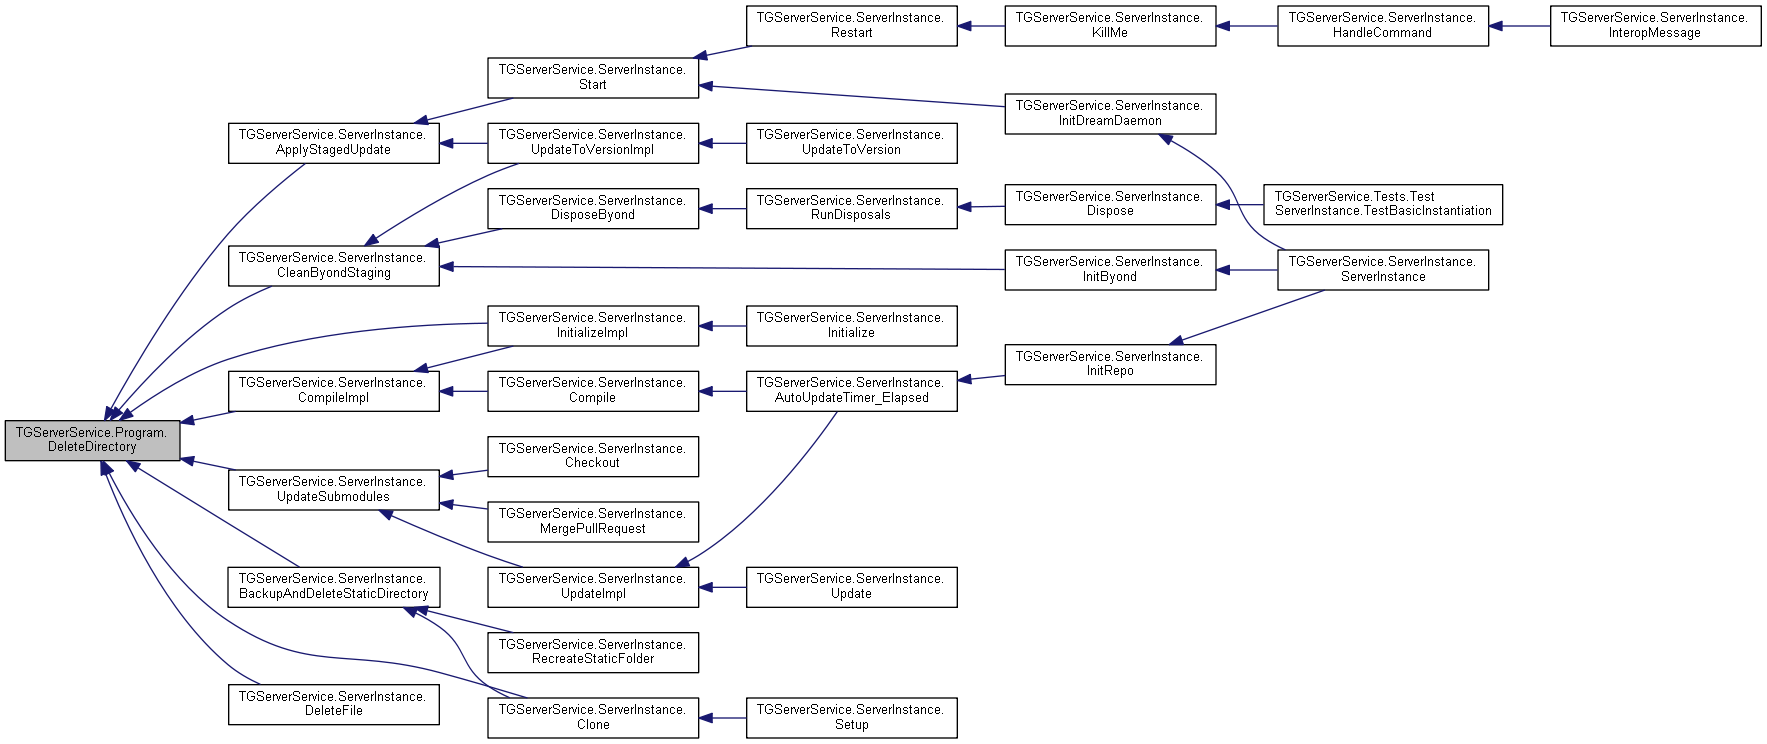 TGServerService.ServerInstance.
Restart
TGServerService.ServerInstance.
KillMe
TGServerService.ServerInstance.
HandleCommand
TGServerService.ServerInstance.
InteropMessage
TGServerService.ServerInstance.
Start
TGServerService.ServerInstance.
InitDreamDaemon
TGServerService.ServerInstance.
ApplyStagedUpdate
TGServerService.ServerInstance.
UpdateToVersionImpl
TGServerService.ServerInstance.
UpdateToVersion
TGServerService.ServerInstance.
DisposeByond
TGServerService.ServerInstance.
RunDisposals
TGServerService.ServerInstance.
Dispose
TGServerService.Tests.Test
ServerInstance.TestBasicInstantiation
TGServerService.ServerInstance.
CleanByondStaging
TGServerService.ServerInstance.
InitByond
TGServerService.ServerInstance.
ServerInstance
TGServerService.ServerInstance.
InitializeImpl
TGServerService.ServerInstance.
Initialize
TGServerService.ServerInstance.
InitRepo
TGServerService.ServerInstance.
CompileImpl
TGServerService.ServerInstance.
Compile
TGServerService.ServerInstance.
AutoUpdateTimer_Elapsed
TGServerService.Program.
DeleteDirectory
TGServerService.ServerInstance.
Checkout
TGServerService.ServerInstance.
UpdateSubmodules
TGServerService.ServerInstance.
MergePullRequest
TGServerService.ServerInstance.
BackupAndDeleteStaticDirectory
TGServerService.ServerInstance.
UpdateImpl
TGServerService.ServerInstance.
Update
TGServerService.ServerInstance.
RecreateStaticFolder
TGServerService.ServerInstance.
DeleteFile
TGServerService.ServerInstance.
Clone
TGServerService.ServerInstance.
Setup